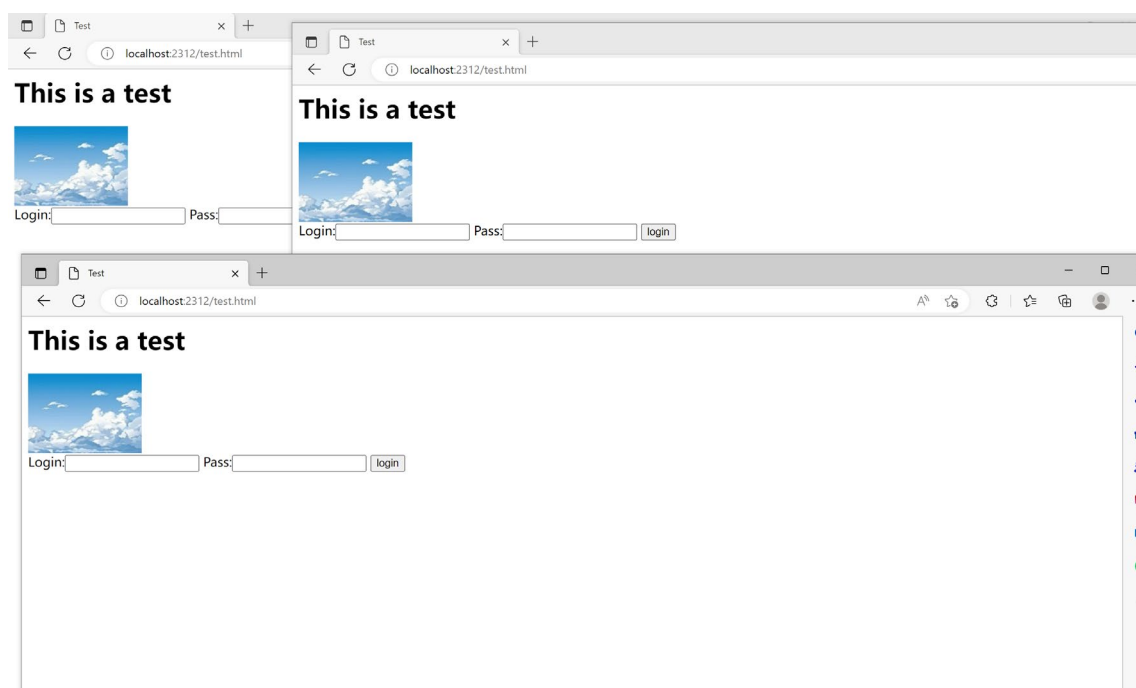 Test
localhost:2312/test.html
This is a test
Login: Pass:
Test
localhost:2312/test.html
This is a test
Login: Pass: login
Test
localhost:2312/test.html
This is a test
Login: Pass: login